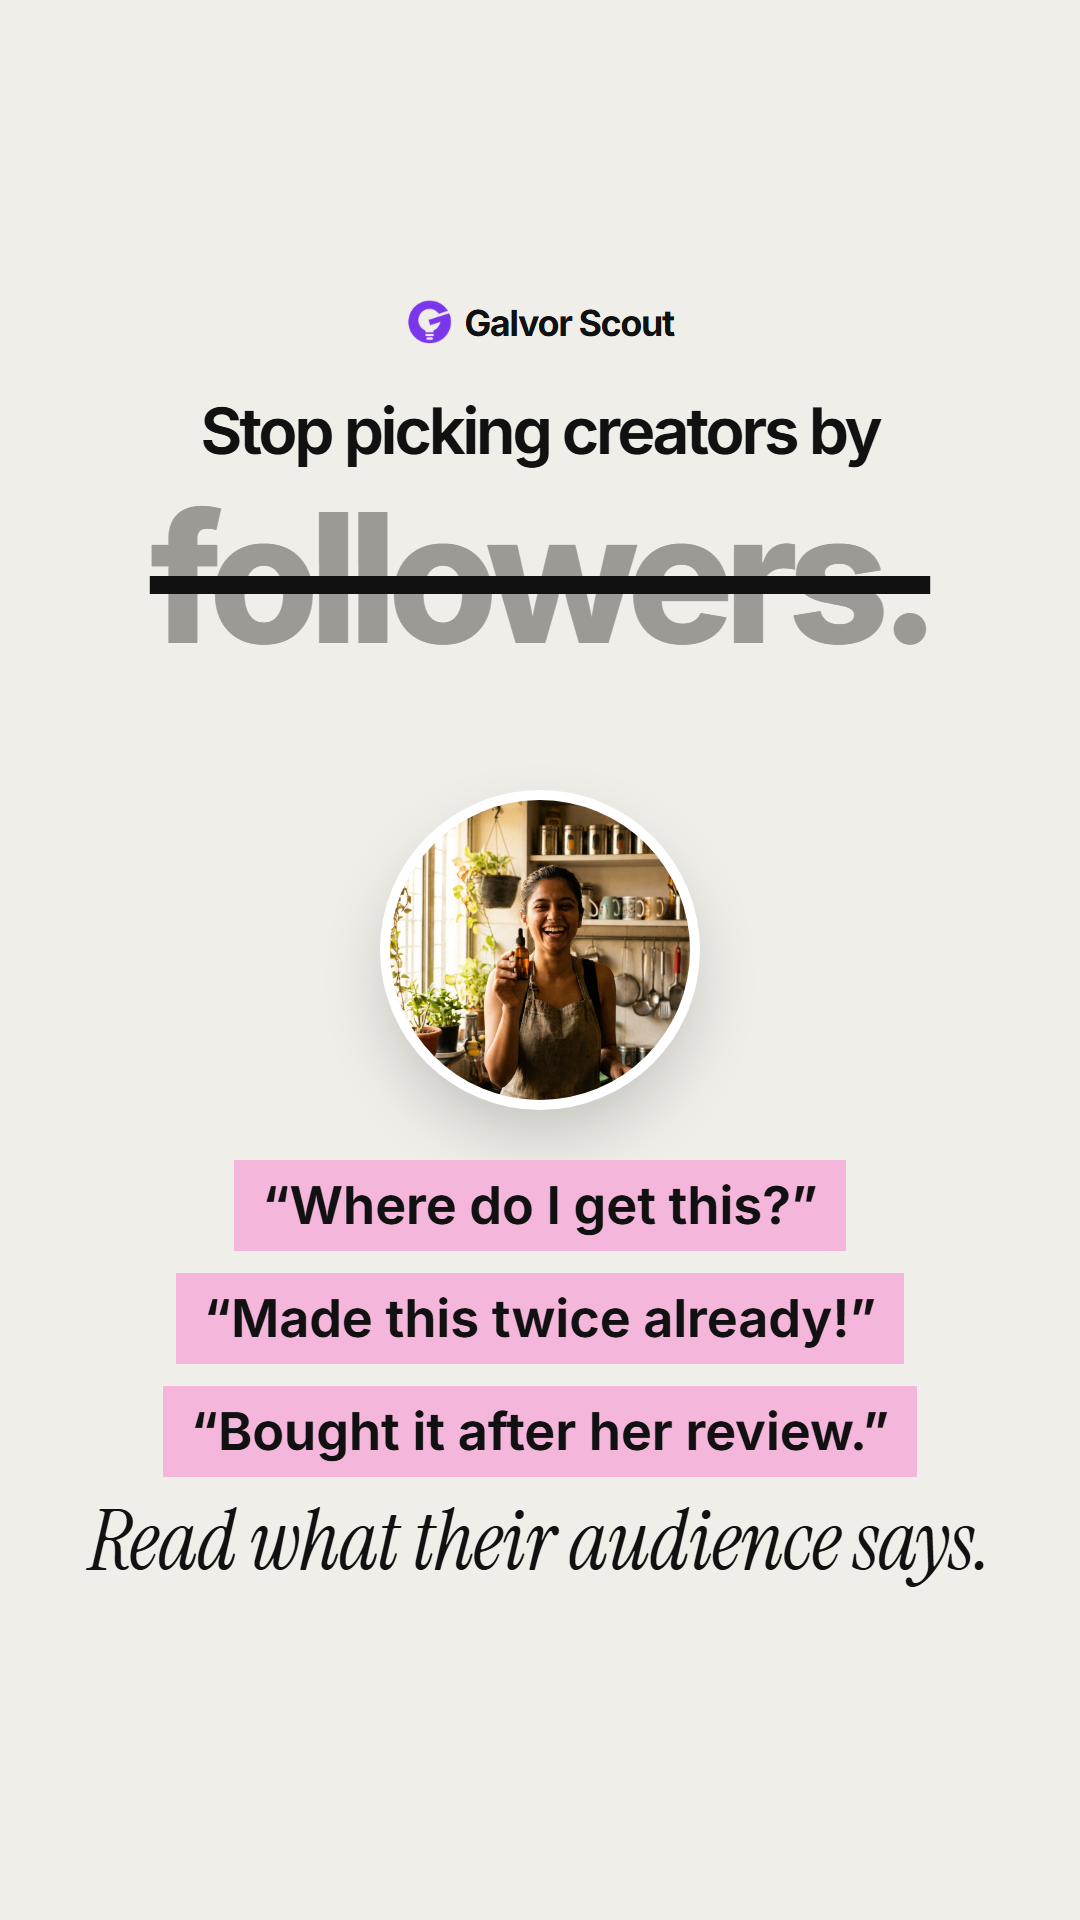 Galvor Scout
Stop picking creators by
followers.
“Where do I get this?”
“Made this twice already!”
“Bought it after her review.”
Read what their audience says.